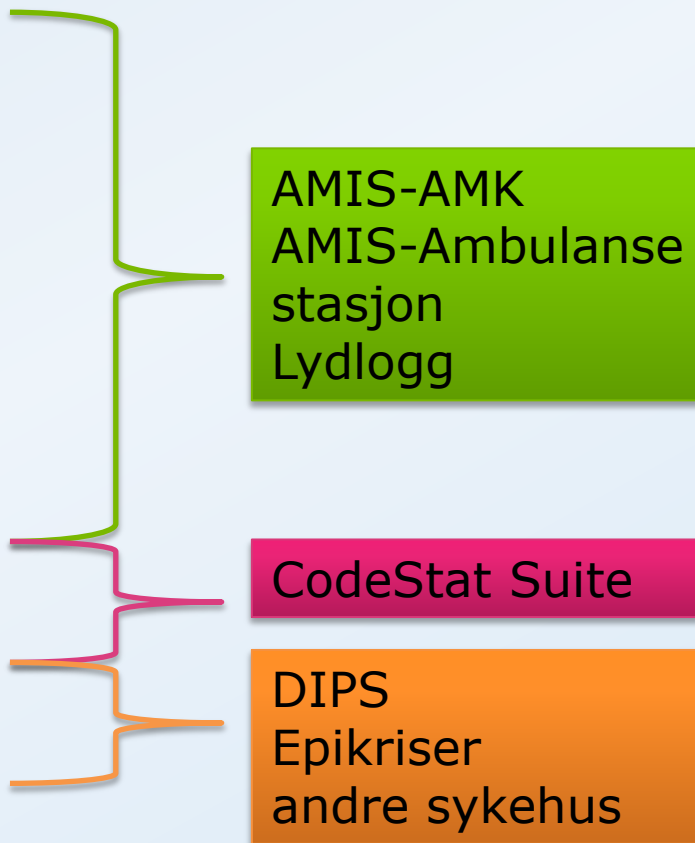 AMIS-AMK
AMIS-Ambulanse
stasjon
Lydlogg
CodeStat Suite
DIPS
Epikriser
andre sykehus